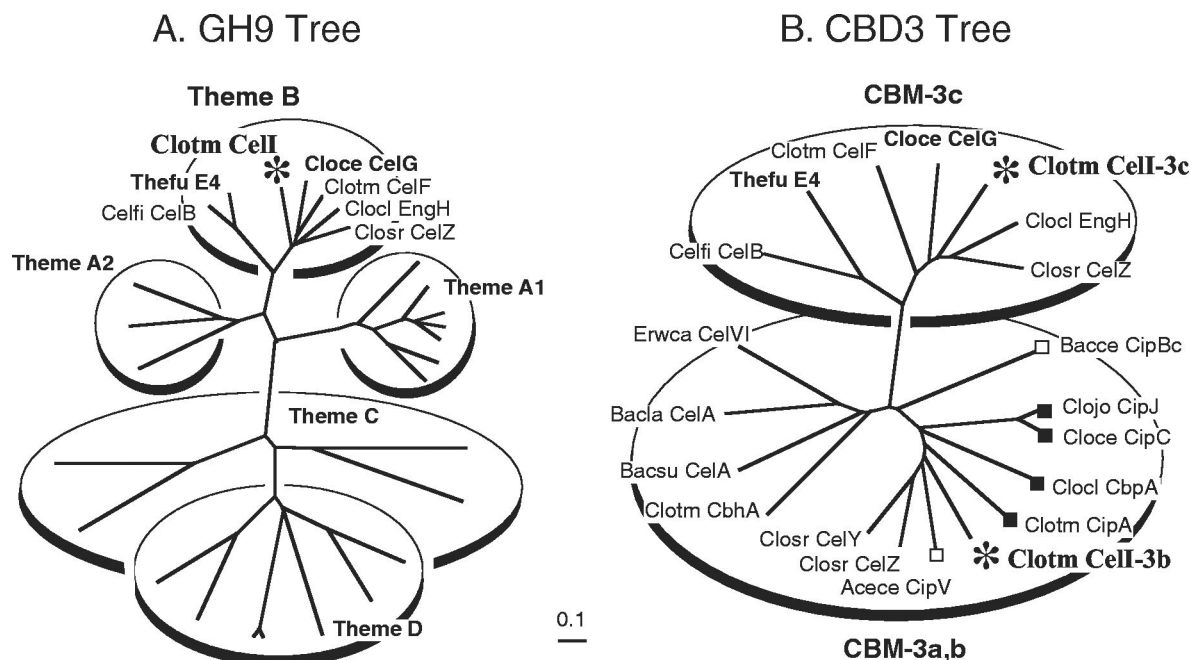 A. GH9 Tree
B. CBD3 Tree
Theme B
Clotm CelI
Cloce CelG
Thefu E4
Clotm CelF
Celfi CelB
Clocl EngH
Closr CelZ
Theme A2
Theme A1
Theme C
Theme D
0.1
CBM-3c
Cloce CelG
Clotm CelF
Clotm CelI-3c
Thefu E4
Clocl EngH
Celfi CelB
Closr CelZ
Erwca CelVI
Bacce CipBc
Bacla CelA
Clojo CipJ
Cloce CipC
Bacsu CelA
Clocl CbpA
Clotm CbhA
Clotm CipA
Closr CelY
Closr CelZ
Clotm CelI-3b
Acece CipV
CBM-3a,b